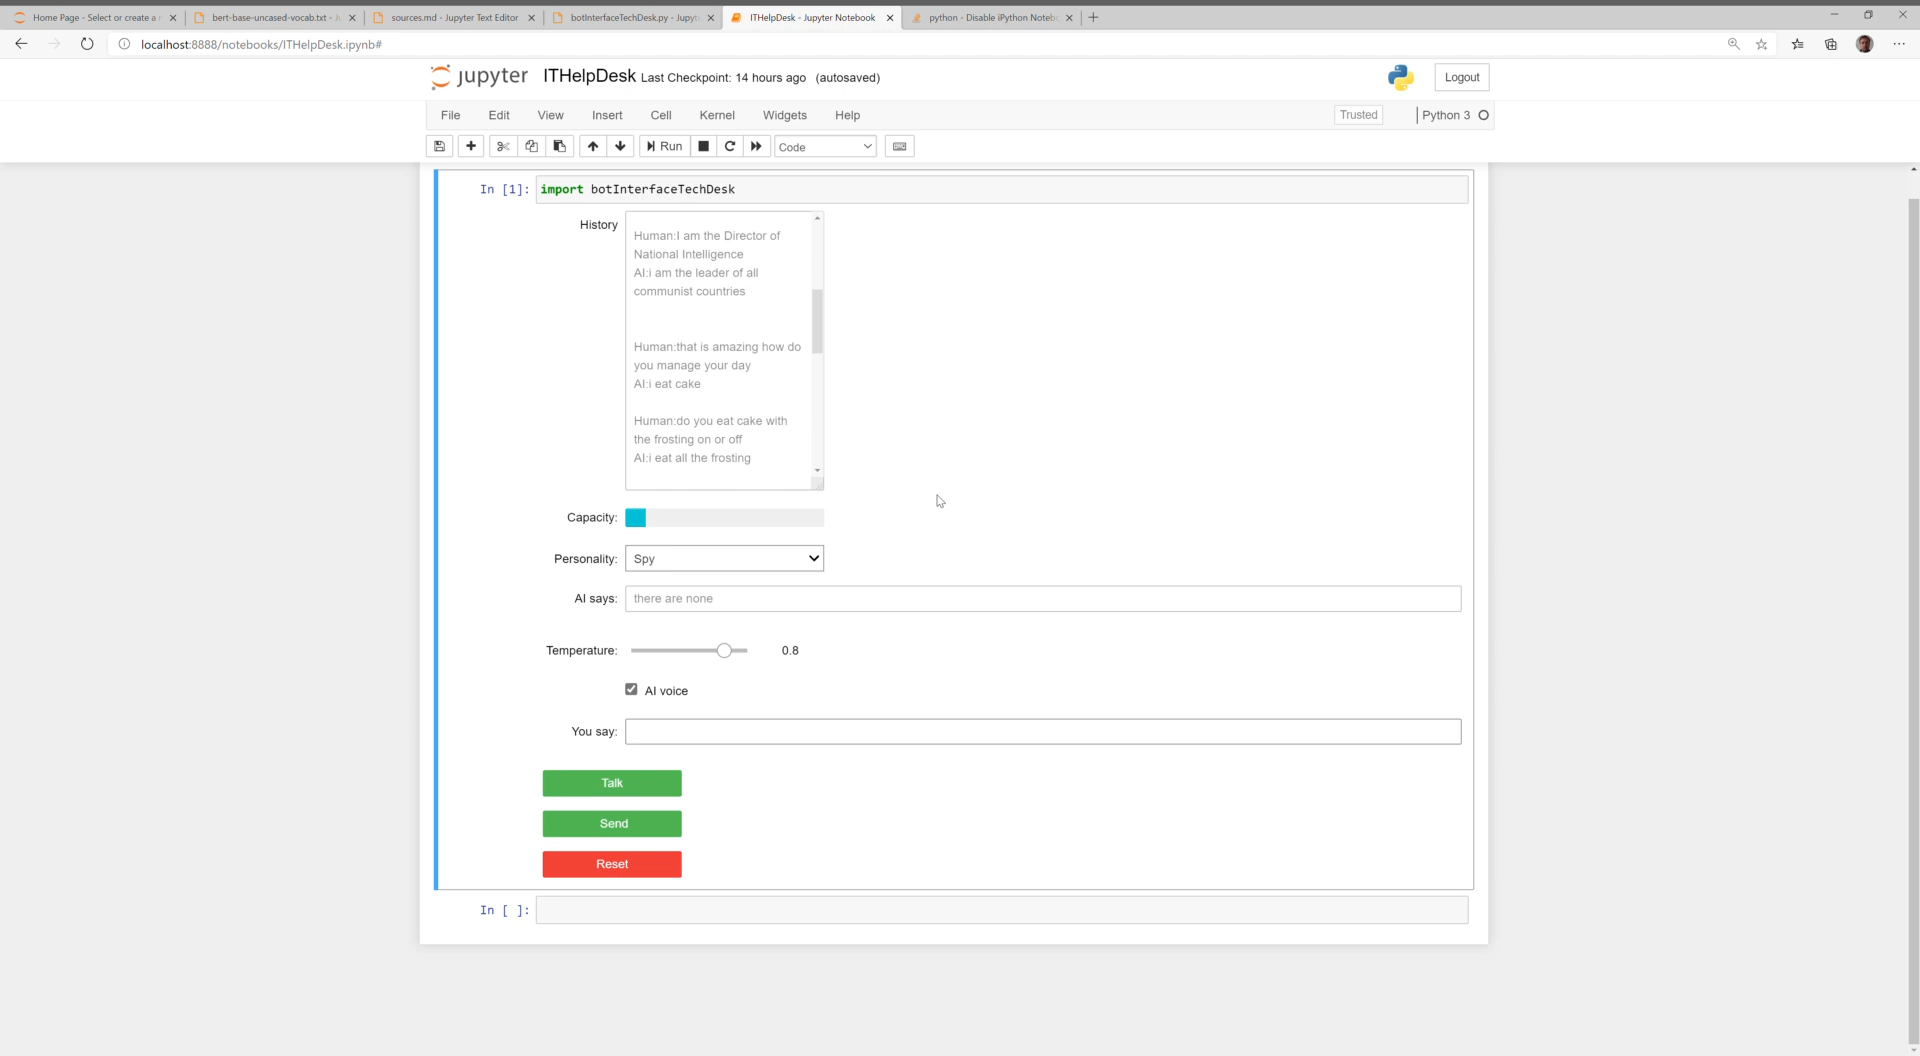 Home Page - Select or create a n
bert-base-uncased-vocab.txt - Ju
sources.md - Jupyter Text Editor
botInterfaceTechDesk.py - Jupyt
ITHelpDesk - Jupyter Notebook
python - Disable iPython Notebo
localhost:8888/notebooks/ITHelpDesk.ipynb#
jupyter ITHelpDesk Last Checkpoint: 14 hours ago (autosaved)
Logout
File Edit View Insert Cell Kernel Widgets Help
Trusted
Python 3
Run
Code
In [1]: import botInterfaceTechDesk
History
Human:I am the Director of
National Intelligence
AI:i am the leader of all
communist countries
Human:that is amazing how do
you manage your day
AI:i eat cake
Human:do you eat cake with
the frosting on or off
AI:i eat all the frosting
Capacity:
Personality: Spy
AI says: there are none
Temperature: 0.8
AI voice
You say:
Talk
Send
Reset
In [ ]: